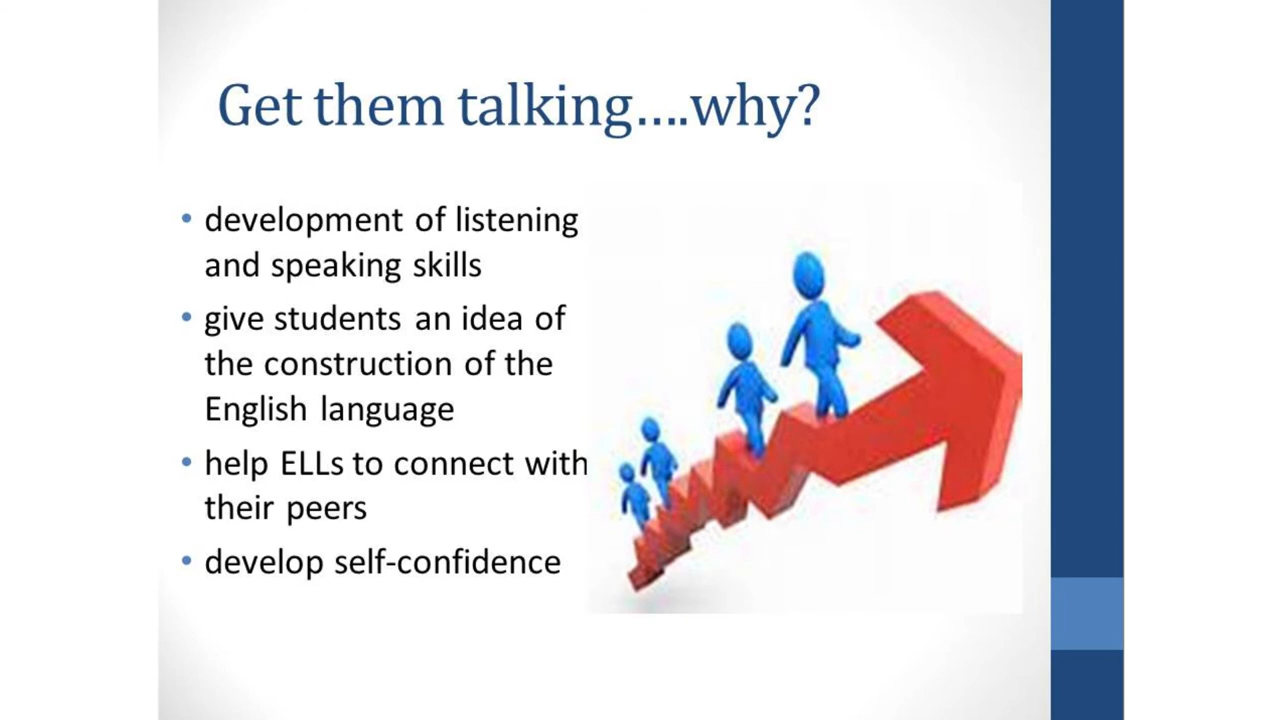 Get them talking....why?
• development of listening
and speaking skills
• give students an idea of
the construction of the
English language
• help ELLs to connect with
their peers
• develop self-confidence